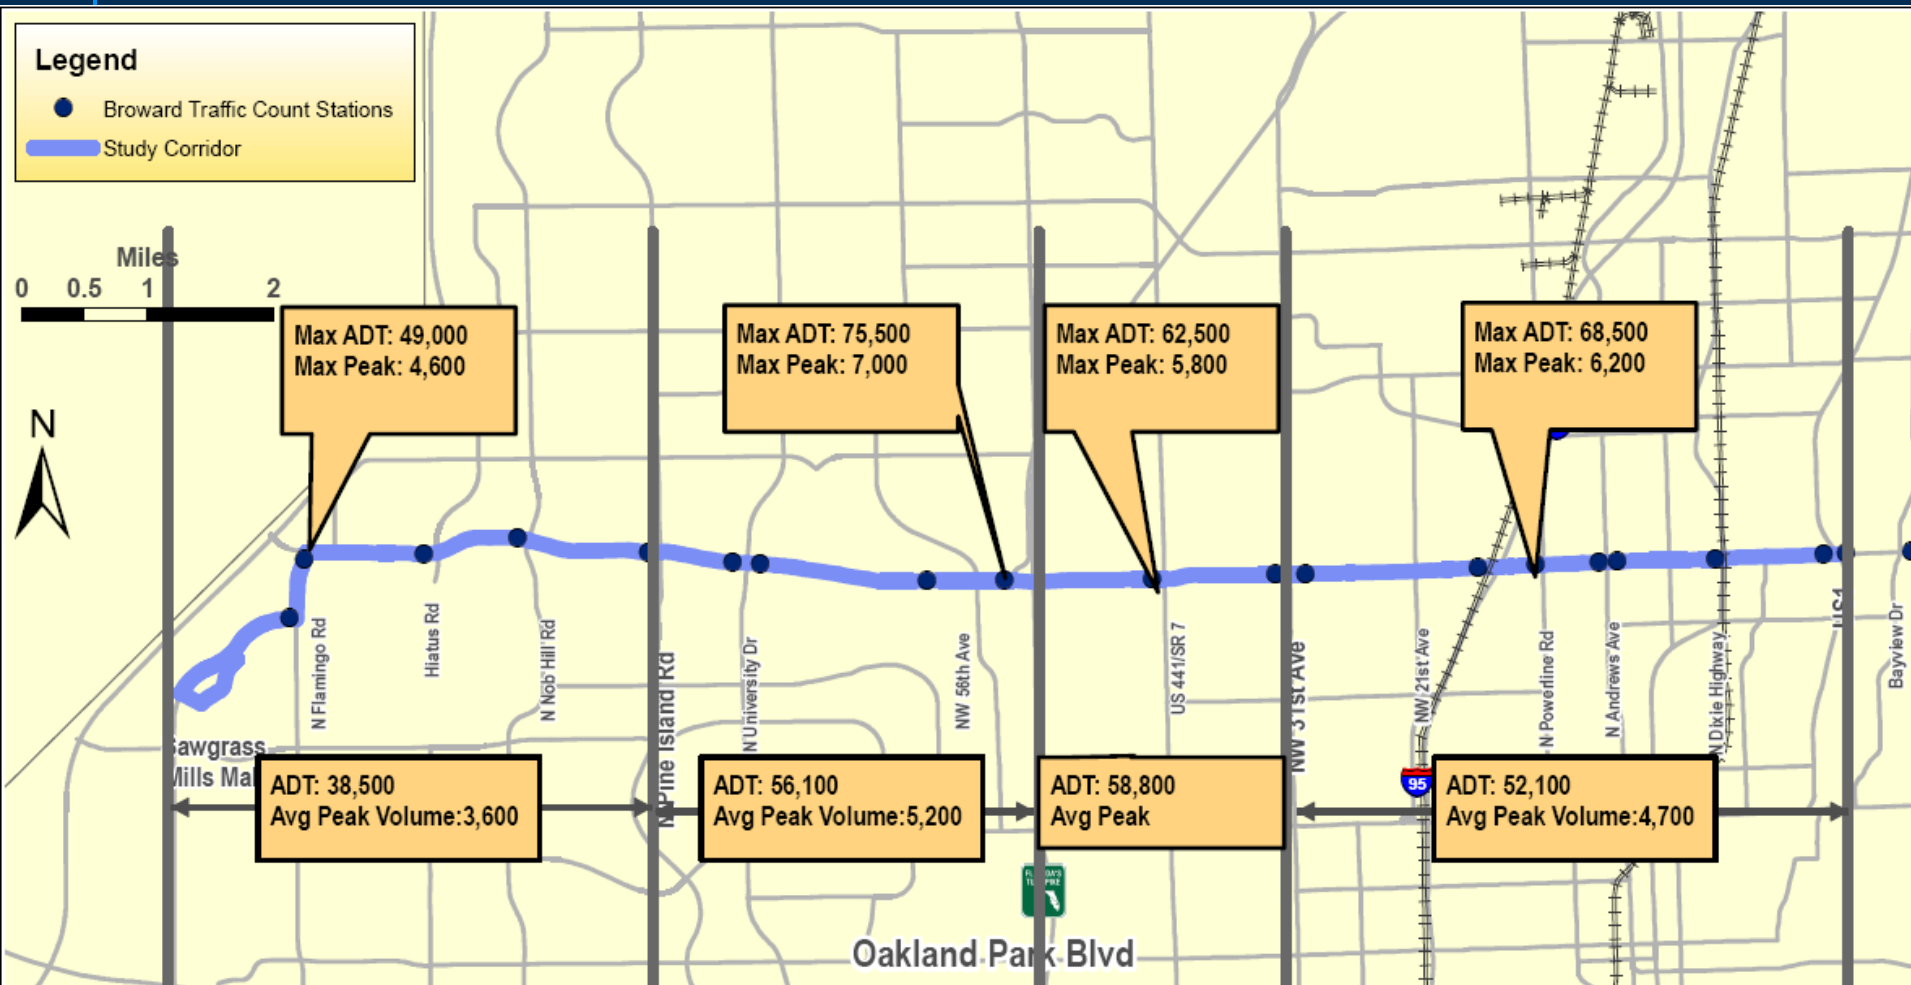 Legend
Broward Traffic Count Stations
Study Corridor
Miles
0 0.5 1 2
N
Max ADT: 49,000
Max Peak: 4,600
Max ADT: 75,500
Max Peak: 7,000
Max ADT: 62,500
Max Peak: 5,800
Max ADT: 68,500
Max Peak: 6,200
N Flamingo Rd
Hiatus Rd
N Nob Hill Rd
N Pine Island Rd
N University Dr
NW 56th Ave
US 441/SR 7
NW 31st Ave
NW 21st Ave
N Powerline Rd
N Andrews Ave
N Dixie Highway
US1
Bayview Dr
Sawgrass
Mills Mal
ADT: 38,500
Avg Peak Volume:3,600
ADT: 56,100
Avg Peak Volume:5,200
ADT: 58,800
Avg Peak
95
ADT: 52,100
Avg Peak Volume:4,700
Oakland Park Blvd